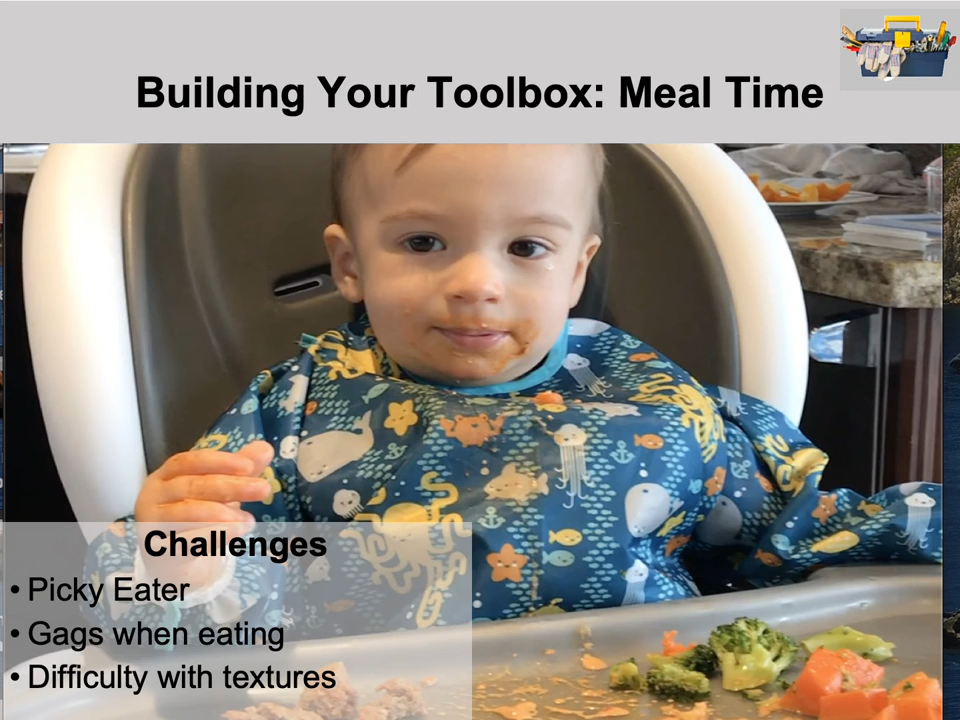 Building Your Toolbox: Meal Time
Challenges
• Picky Eater
• Gags when eating
• Difficulty with textures